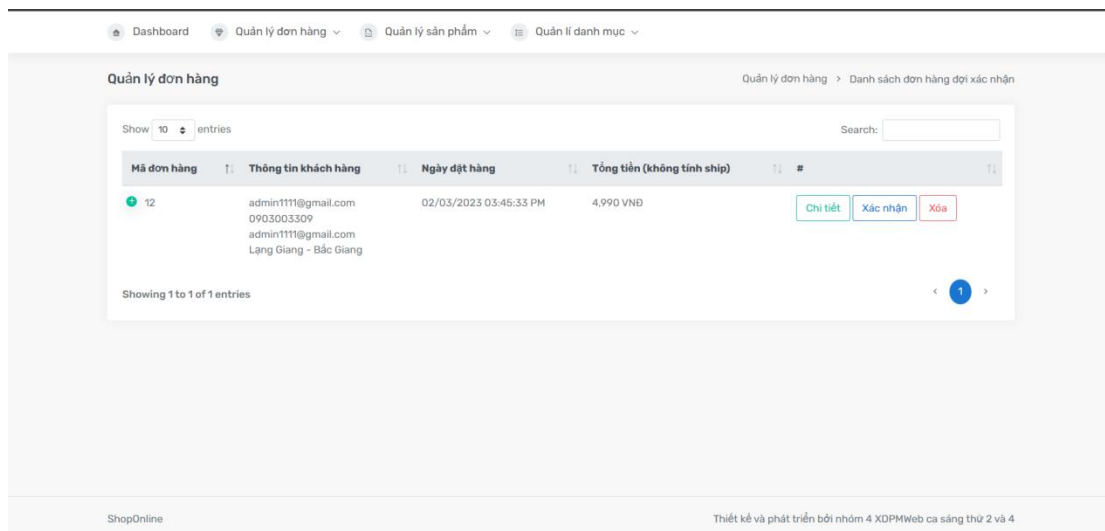 Dashboard Quản lý đơn hàng Quản lý sản phẩm Quản lí danh mục
Quản lý đơn hàng Quản lý đơn hàng > Danh sách đơn hàng đợi xác nhận
Show 10 entries Search:
Mã đơn hàng Thông tin khách hàng Ngày đặt hàng Tổng tiền (không tính ship) #
12 admin1111@gmail.com 02/03/2023 03:45:33 PM 4,990 VNĐ Chi tiết Xác nhận Xóa
0903003309
admin1111@gmail.com
Lạng Giang - Bắc Giang
Showing 1 to 1 of 1 entries < 1 >
ShopOnline Thiết kế và phát triển bởi nhóm 4 XDPMWeb ca sáng thứ 2 và 4